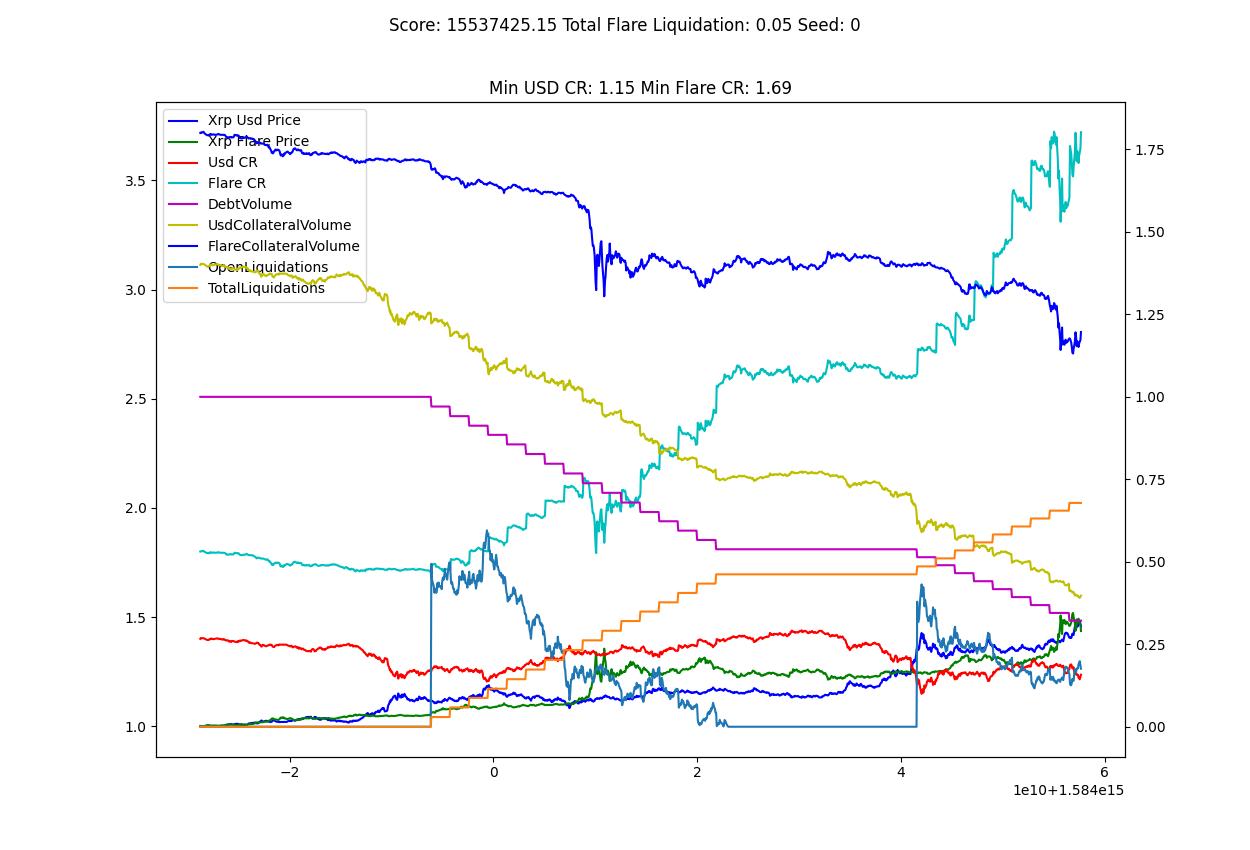 Score: 15537425.15 Total Flare Liquidation: 0.05 Seed: 0
Min USD CR: 1.15 Min Flare CR: 1.69
Xrp Usd Price
Xrp Flare Price
Usd CR
Flare CR
DebtVolume
UsdCollateralVolume
FlareCollateralVolume
OpenLiquidations
TotalLiquidations
3.5
3.0
2.5
2.0
1.5
1.0
1.75
1.50
1.25
1.00
0.75
0.50
0.25
0.00
−2
0
2
4
6
1e10+1.584e15